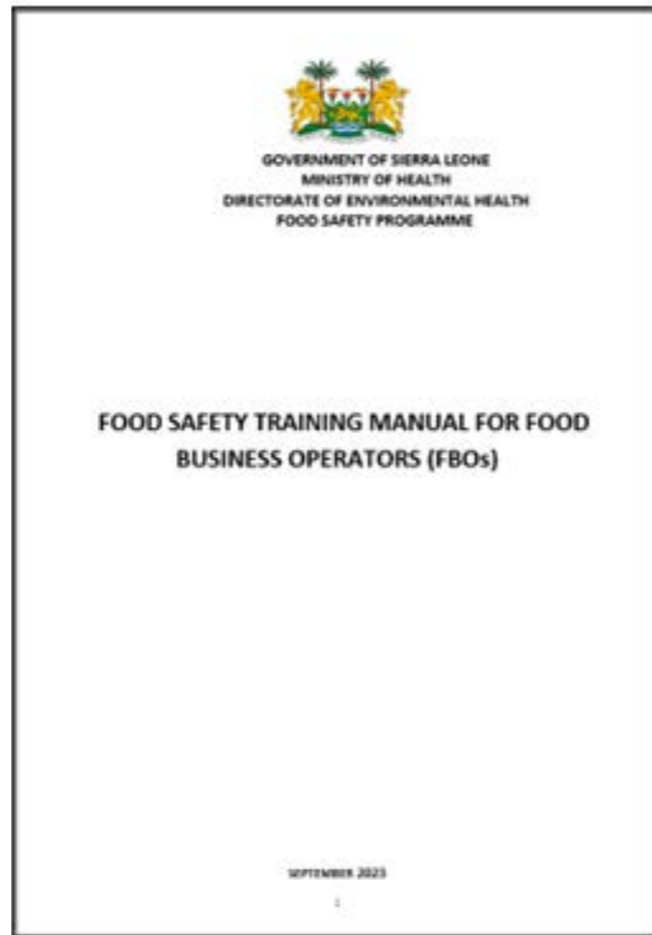 GOVERNMENT OF SIERRA LEONE
MINISTRY OF HEALTH
DIRECTORATE OF ENVIRONMENTAL HEALTH
FOOD SAFETY PROGRAMME
FOOD SAFETY TRAINING MANUAL FOR FOOD
BUSINESS OPERATORS (FBOs)
SEPTEMBER 2023